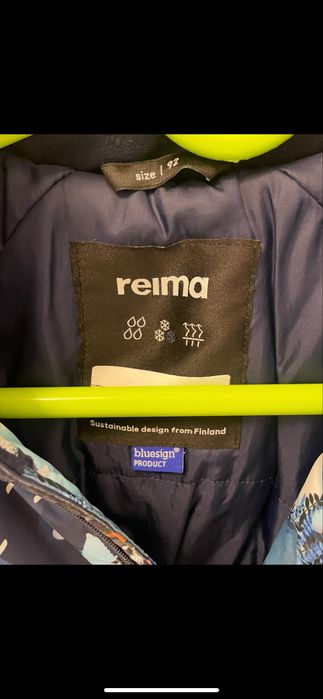 size | 92
reima
Sustainable design from Finland
bluesign®
PRODUCT